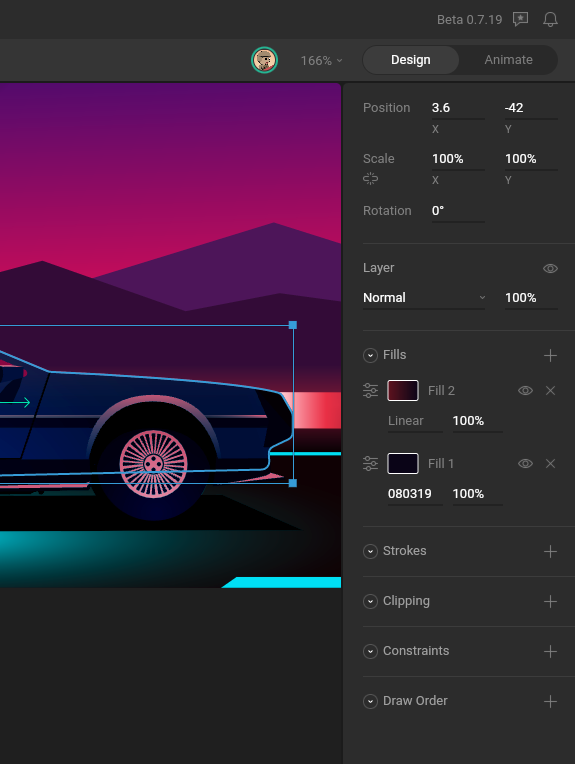 Beta 0.7.19
166% Design Animate
Position 3.6 -42
X Y
Scale 100% 100%
X Y
Rotation 0°
Layer
Normal 100%
Fills
Fill 2
Linear 100%
Fill 1
080319 100%
Strokes
Clipping
Constraints
Draw Order